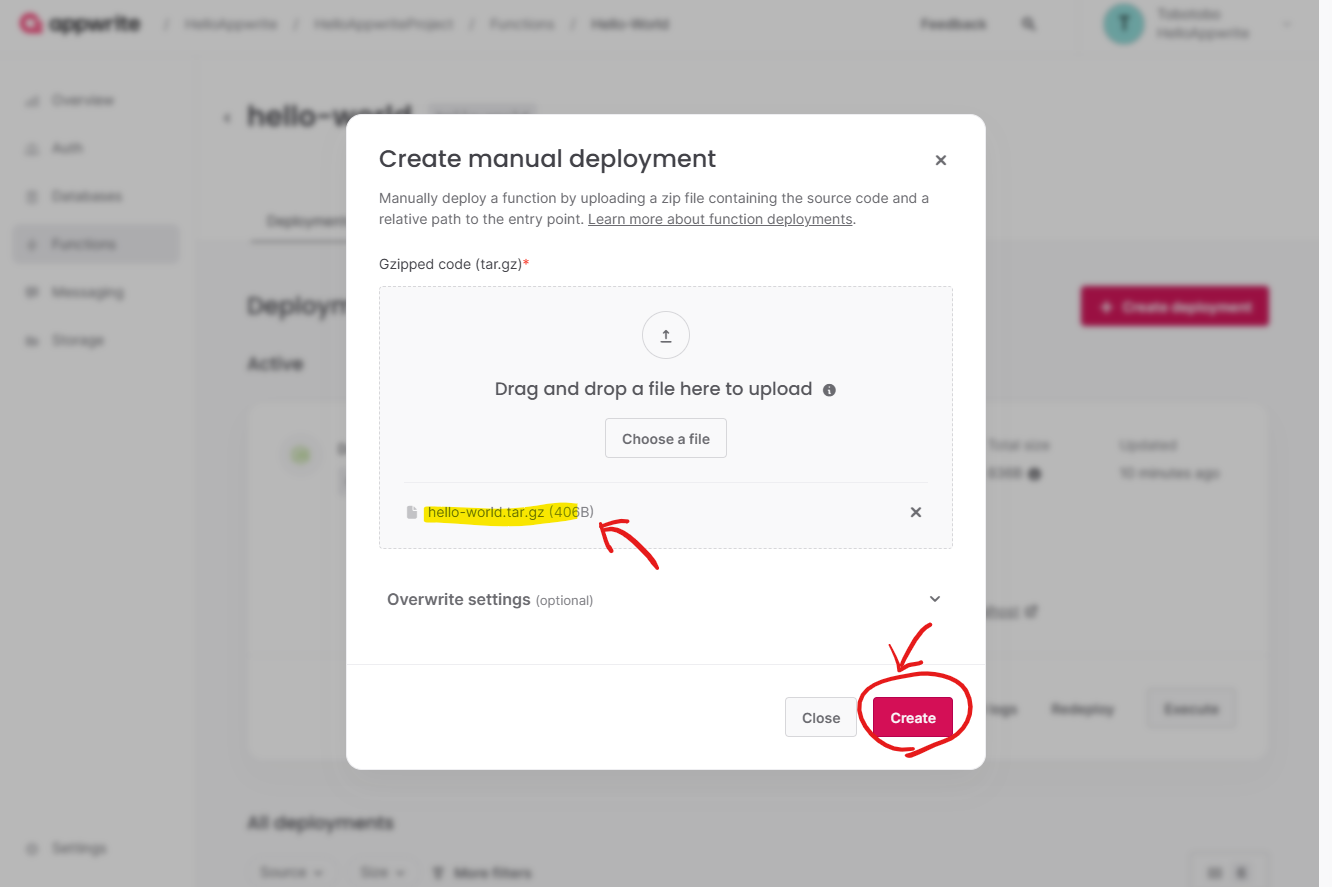 appwrite / HelloAppwrite / HelloAppwriteProject / Functions / Hello-World
Feedback
T
HelloAppwrite
Overview
Auth
Databases
Functions
Messaging
Storage
Settings
hello-world
Create manual deployment
Manually deploy a function by uploading a zip file containing the source code and a
relative path to the entry point. Learn more about function deployments.
Gzipped code (tar.gz)*
Drag and drop a file here to upload
Choose a file
hello-world.tar.gz (406B)
Overwrite settings (optional)
Close
Create
Active
+ Create deployment
Total size
Updated
10 minutes ago
Redeploy
Execute
All deployments
Source
Size
More filters